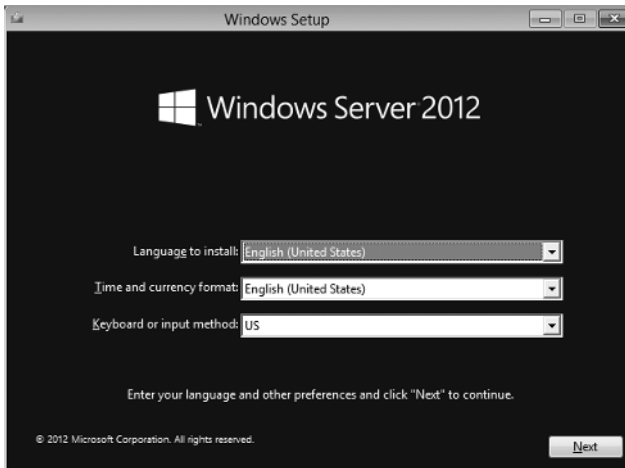 Windows Setup
Windows Server 2012
Language to install: English (United States)
Time and currency format: English (United States)
Keyboard or input method: US
Enter your language and other preferences and click "Next" to continue.
© 2012 Microsoft Corporation. All rights reserved.
Next